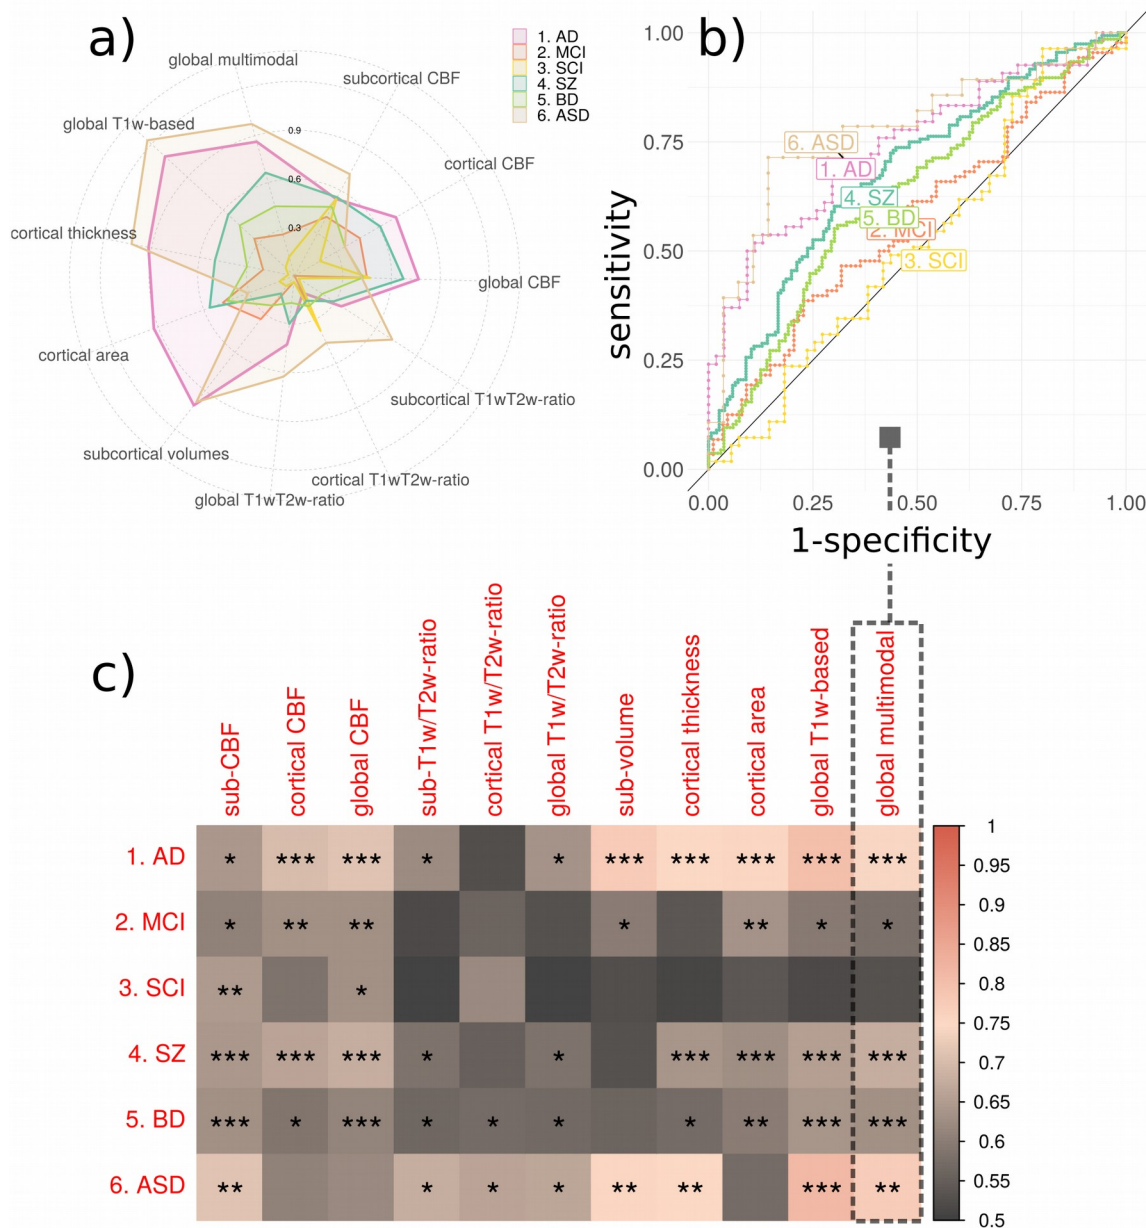 a)
1. AD
2. MCI
3. SCI
4. SZ
5. BD
6. ASD
global multimodal
subcortical CBF
global T1w-based
cortical CBF
0.9
0.6
0.3
cortical thickness
global CBF
cortical area
subcortical T1wT2w-ratio
subcortical volumes
cortical T1wT2w-ratio
global T1wT2w-ratio
b)
1.00
0.75
0.50
0.25
0.00
sensitivity
6. ASD
1. AD
4. SZ
5. BD
2. MCI
3. SCI
0.00 0.25 0.50 0.75 1.00
1-specificity
c)
sub-CBF
cortical CBF
global CBF
sub-T1w/T2w-ratio
cortical T1w/T2w-ratio
global T1w/T2w-ratio
sub-volume
cortical thickness
cortical area
global T1w-based
global multimodal
1. AD * *** *** * * *** *** *** *** ***
2. MCI * ** ** * ** * *
3. SCI ** *
4. SZ *** *** *** * * *** *** *** ***
5. BD *** * *** * * * * ** *** ***
6. ASD ** * * * ** ** *** **
1
0.95
0.9
0.85
0.8
0.75
0.7
0.65
0.6
0.55
0.5